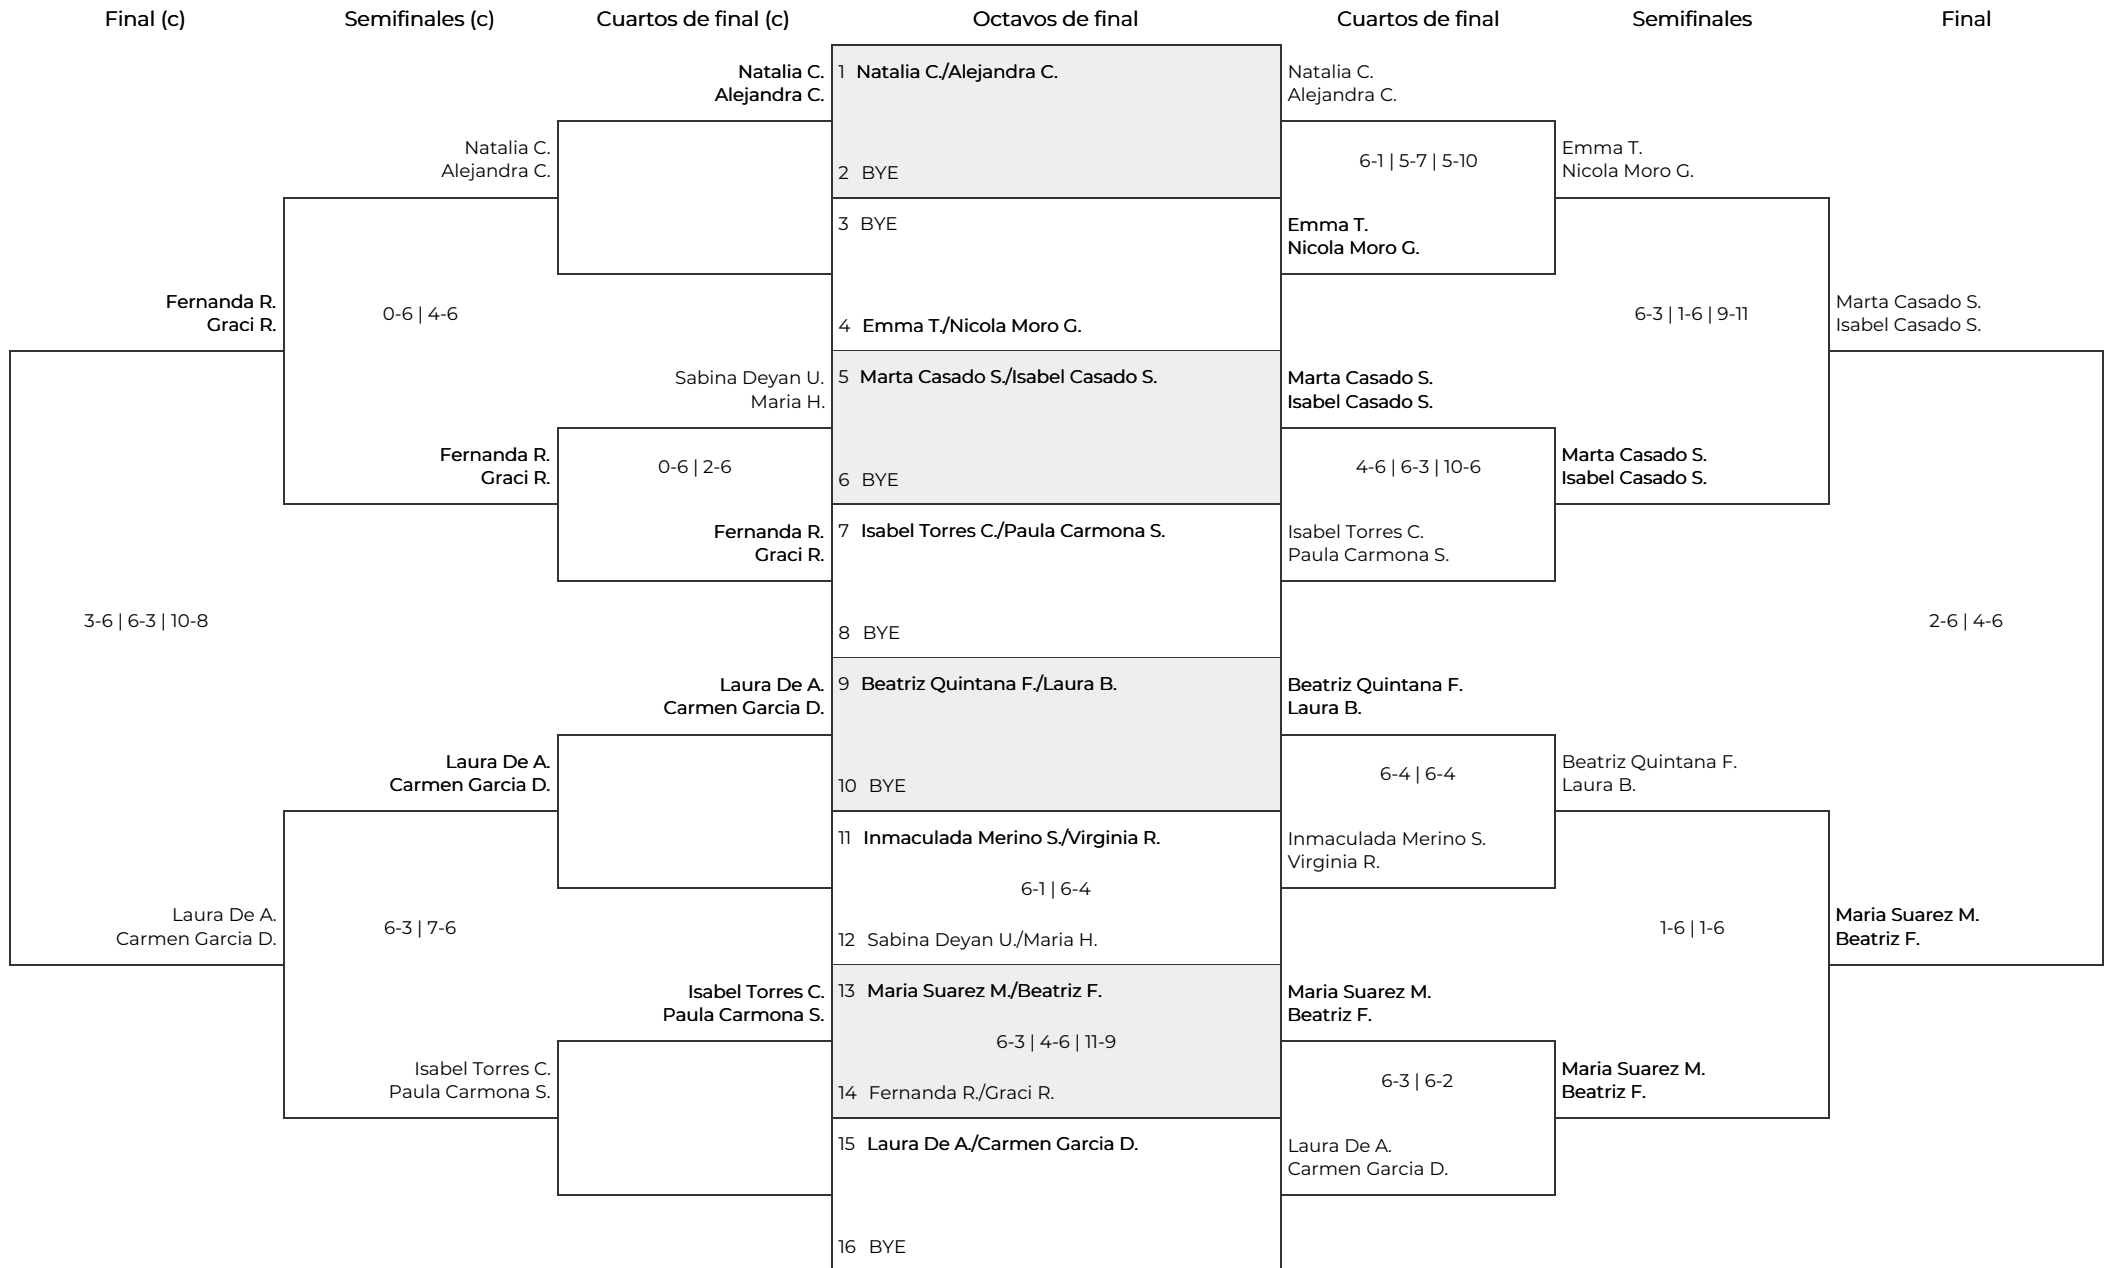 Final (c)
Semifinales (c)
Cuartos de final (c)
Octavos de final
Cuartos de final
Semifinales
Final
Fernanda R.
Graci R.
3-6 | 6-3 | 10-8
Laura De A.
Carmen Garcia D.
Natalia C.
Alejandra C.
0-6 | 4-6
Fernanda R.
Graci R.
Laura De A.
Carmen Garcia D.
6-3 | 7-6
Isabel Torres C.
Paula Carmona S.
Natalia C.
Alejandra C.
Sabina Deyan U.
Maria H.
0-6 | 2-6
Fernanda R.
Graci R.
Laura De A.
Carmen Garcia D.
Isabel Torres C.
Paula Carmona S.
1 Natalia C./Alejandra C.
2 BYE
3 BYE
4 Emma T./Nicola Moro G.
5 Marta Casado S./Isabel Casado S.
6 BYE
7 Isabel Torres C./Paula Carmona S.
8 BYE
9 Beatriz Quintana F./Laura B.
10 BYE
11 Inmaculada Merino S./Virginia R.
6-1 | 6-4
12 Sabina Deyan U./Maria H.
13 Maria Suarez M./Beatriz F.
6-3 | 4-6 | 11-9
14 Fernanda R./Graci R.
15 Laura De A./Carmen Garcia D.
16 BYE
Natalia C.
Alejandra C.
6-1 | 5-7 | 5-10
Emma T.
Nicola Moro G.
Marta Casado S.
Isabel Casado S.
4-6 | 6-3 | 10-6
Isabel Torres C.
Paula Carmona S.
Beatriz Quintana F.
Laura B.
6-4 | 6-4
Inmaculada Merino S.
Virginia R.
Maria Suarez M.
Beatriz F.
6-3 | 6-2
Laura De A.
Carmen Garcia D.
Emma T.
Nicola Moro G.
6-3 | 1-6 | 9-11
Marta Casado S.
Isabel Casado S.
Beatriz Quintana F.
Laura B.
1-6 | 1-6
Maria Suarez M.
Beatriz F.
Marta Casado S.
Isabel Casado S.
2-6 | 4-6
Maria Suarez M.
Beatriz F.